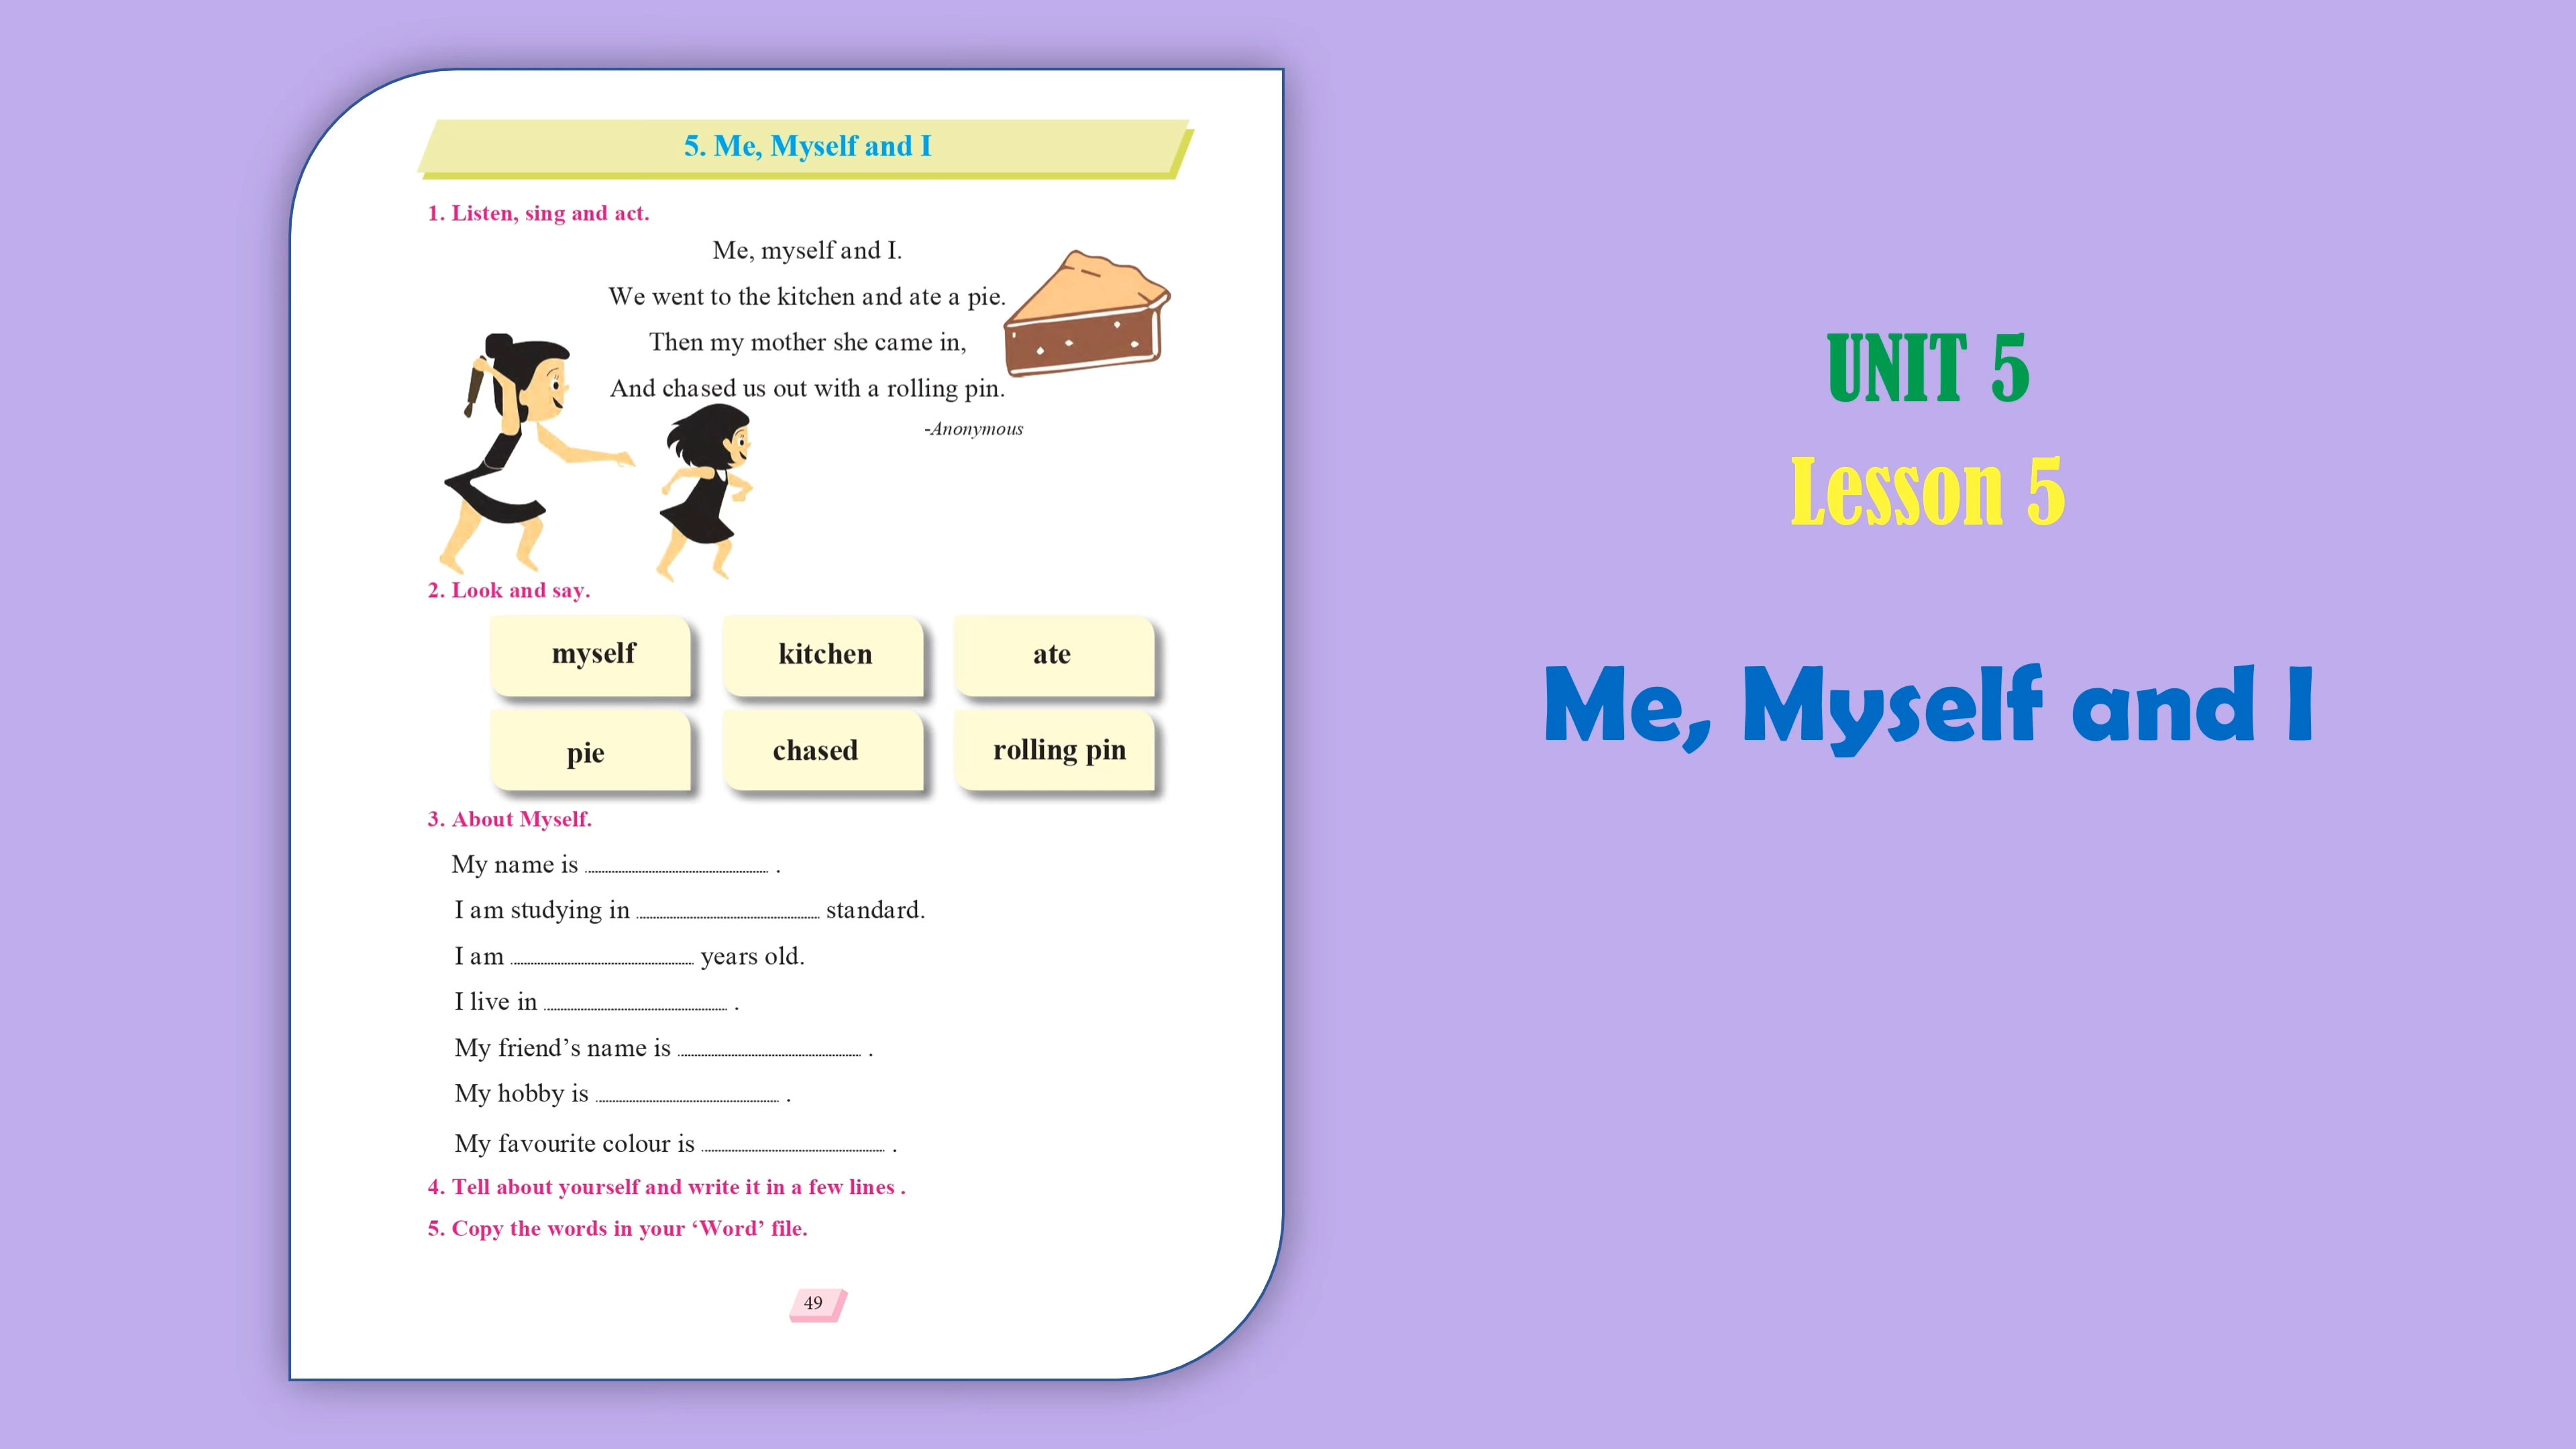 5. Me, Myself and I
1. Listen, sing and act.
Me, myself and I.
We went to the kitchen and ate a pie.
Then my mother she came in,
And chased us out with a rolling pin.
-Anonymous
2. Look and say.
myself kitchen ate
pie chased rolling pin
3. About Myself.
My name is ............................................ .
I am studying in ............................................ standard.
I am ............................................ years old.
I live in ............................................ .
My friend’s name is ............................................ .
My hobby is ............................................ .
My favourite colour is ............................................ .
4. Tell about yourself and write it in a few lines .
5. Copy the words in your ‘Word’ file.
49
UNIT 5
Lesson 5
Me, Myself and I